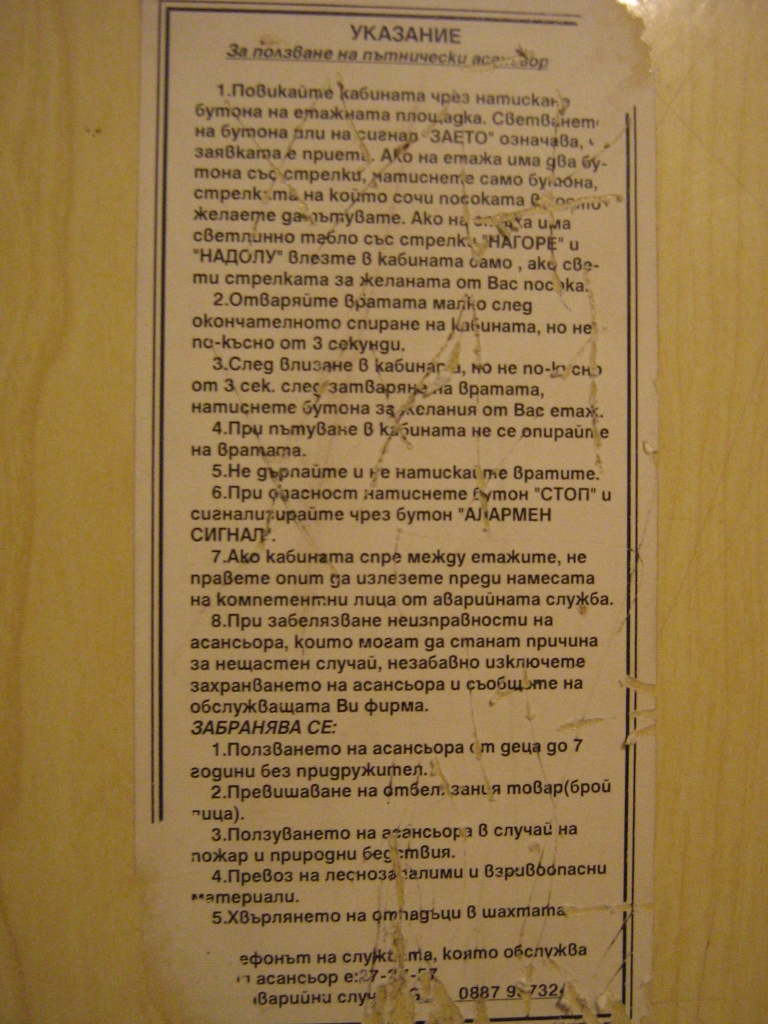 УКАЗАНИЕ
За ползване на пътнически
1.Повикайте кабината чрез натискане
бутона на етажната площадка. Светването
на бутона или на сигнал "ЗАЕТО" означава,
заявката е приета. Ако на етажа има два бу-
тона със стрелки, натиснете само бутона,
стрелката на който сочи посоката в
желаете да пътувате. Ако на има
светлинно табло със стрелки "НАГОРЕ" и
"НАДОЛУ" влезте в кабината само , ако све-
ти стрелката за желаната от Вас посока.
2.Отваряйте вратата малко след
окончателното спиране на кабината, но не
по-късно от 3 секунди.
3.След влизане в кабината, но не по-късно
от 3 сек. след затваряне на вратата,
натиснете бутона за желания от Вас етаж.
4.При пътуване в кабината не се опирайте
на вратата.
5.Не дърпайте и не натискайте вратите.
6.При опасност натиснете бутон "СТОП" и
сигнализирайте чрез бутон "АЛАРМЕН
СИГНАЛ".
7.Ако кабината спре между етажите, не
правете опит да излезете преди намесата
на компетентни лица от аварийната служба.
8.При забелязване неизправности на
асансьора, които могат да станат причина
за нещастен случай, незабавно изключете
захранването на асансьора и съобщете на
обслужващата Ви фирма.
ЗАБРАНЯВА СЕ:
1.Ползването на асансьора от деца до 7
години без придружител.
2.Превишаване на товар(брой
лица).
3.Ползуването на асансьора в случай на
пожар и природни бедствия.
4.Превоз на леснозапалими и взривоопасни
материали.
5.Хвърлянето на отпадъци в шахтата
на службата, която обслужва
асансьор е:
0887